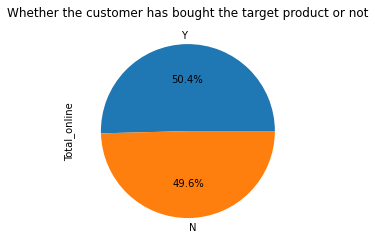 Whether the customer has bought the target product or not
Y
50.4%
Total_online
49.6%
N